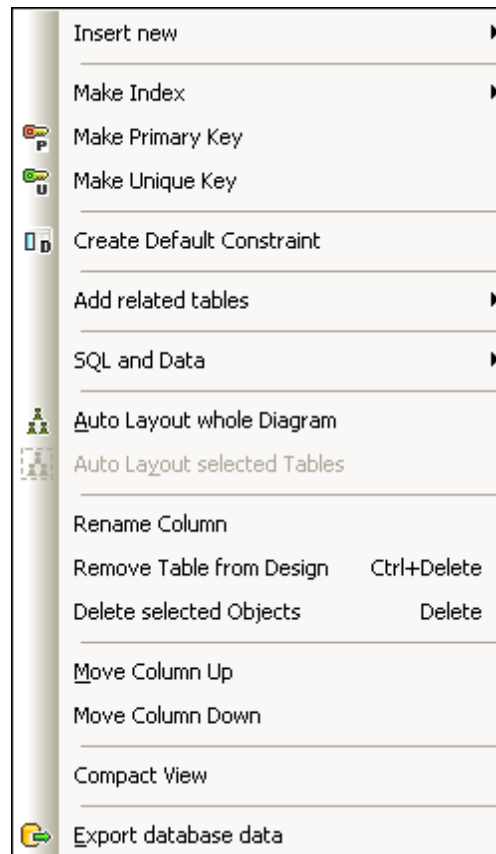 Insert new
Make Index
P
Make Primary Key
U
Make Unique Key
D
Create Default Constraint
Add related tables
SQL and Data
Auto Layout whole Diagram
Auto Layout selected Tables
Rename Column
Remove Table from Design Ctrl+Delete
Delete selected Objects Delete
Move Column Up
Move Column Down
Compact View
Export database data